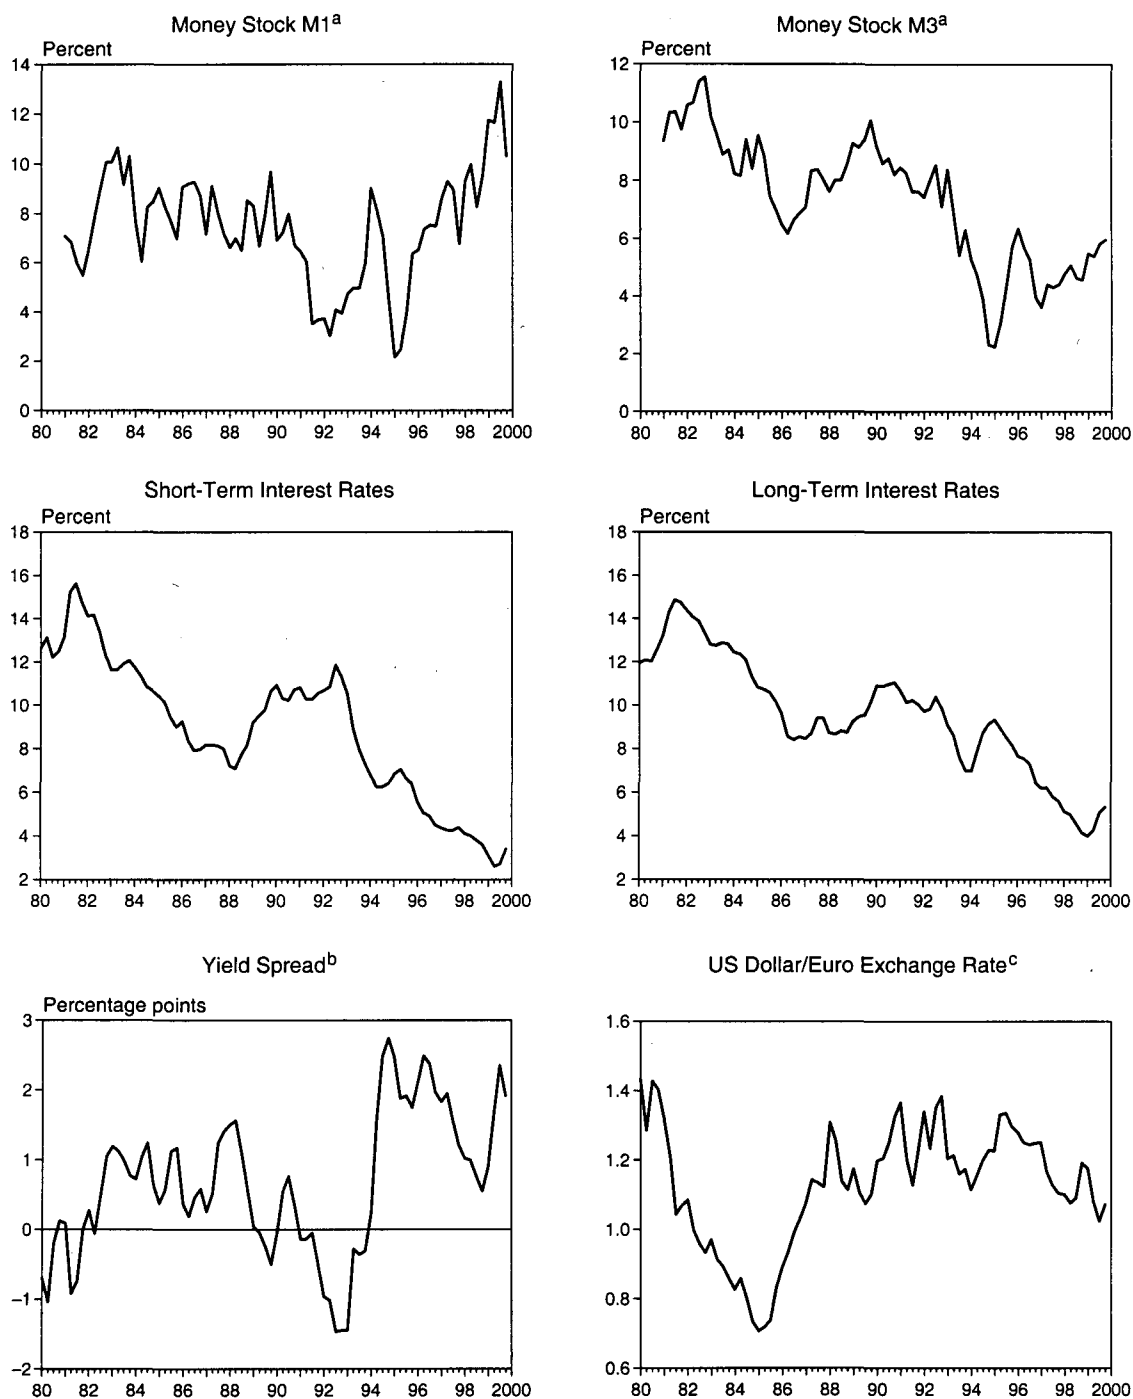 Money Stock M1a
Percent
14
12
10
8
6
4
2
0
80 82 84 86 88 90 92 94 96 98 2000
Money Stock M3a
Percent
12
10
8
6
4
2
0
80 82 84 86 88 90 92 94 96 98 2000
Short-Term Interest Rates
Percent
18
16
14
12
10
8
6
4
2
80 82 84 86 88 90 92 94 96 98 2000
Long-Term Interest Rates
Percent
18
16
14
12
10
8
6
4
2
80 82 84 86 88 90 92 94 96 98 2000
Yield Spreadb
Percentage points
3
2
1
0
−1
−2
80 82 84 86 88 90 92 94 96 98 2000
US Dollar/Euro Exchange Ratec
1.6
1.4
1.2
1.0
0.8
0.6
80 82 84 86 88 90 92 94 96 98 2000